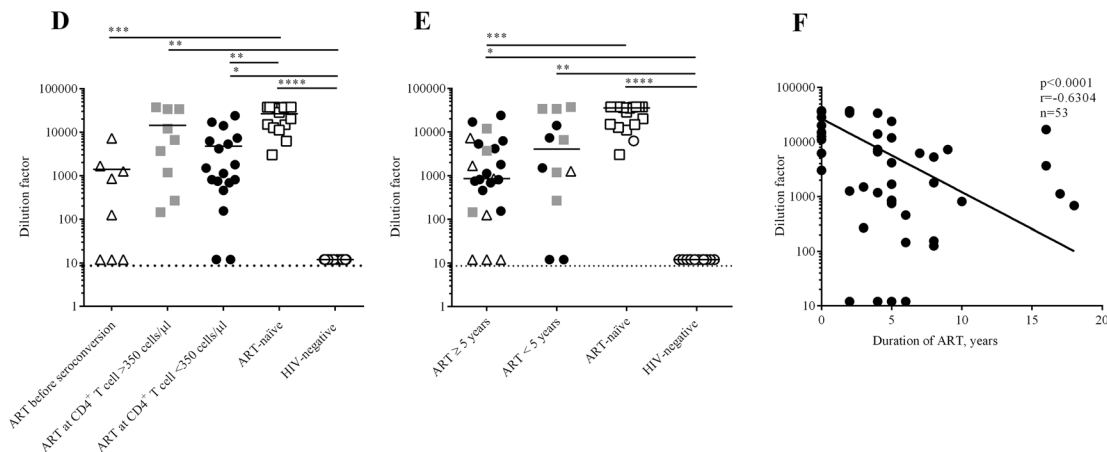 D
***
**
**
*
****
100000
10000
1000
100
10
1
Dilution factor
ART before seroconversion
ART at CD4+ T cell >350 cells/µl
ART at CD4+ T cell <350 cells/µl
ART-naïve
HIV-negative
E
***
*
**
****
100000
10000
1000
100
10
1
Dilution factor
ART ≥ 5 years
ART < 5 years
ART-naïve
HIV-negative
F
p<0.0001
r=-0.6304
n=53
100000
10000
1000
100
10
Dilution factor
0 5 10 15 20
Duration of ART, years